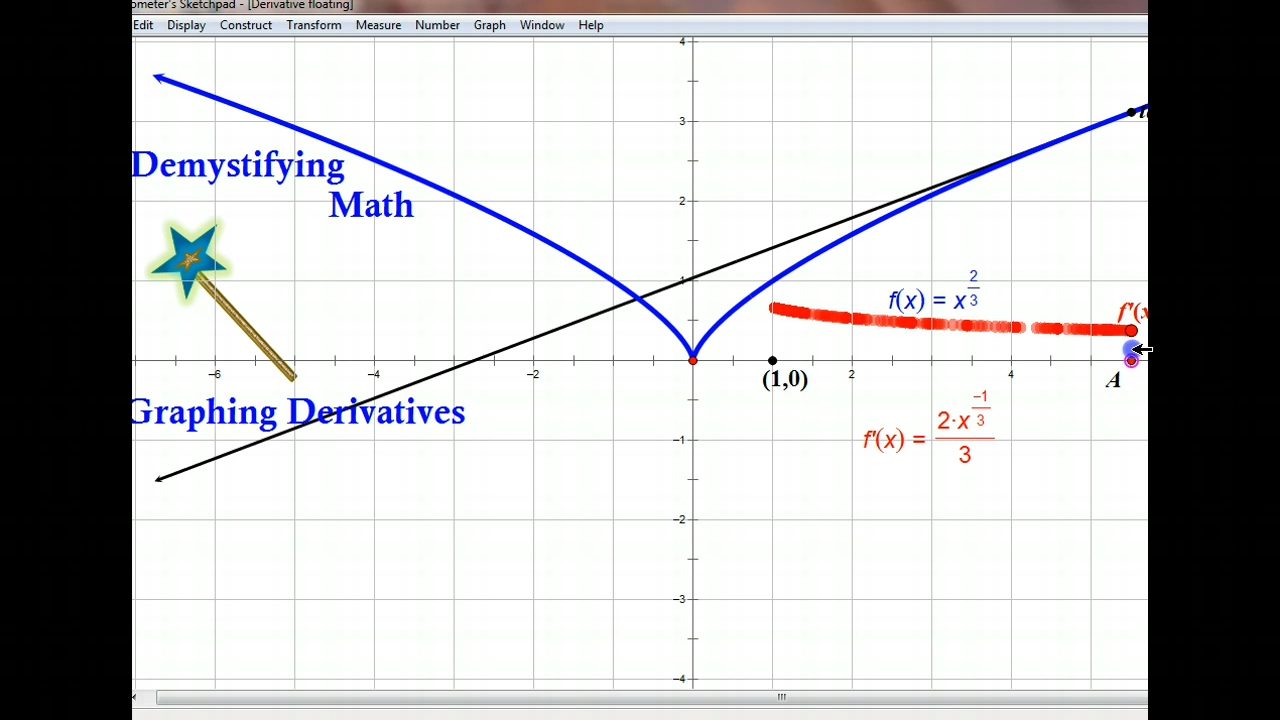 ometer's Sketchpad - [Derivative floating]
Edit Display Construct Transform Measure Number Graph Window Help
4
3
Demystifying
Math
2
1
f(x) = x^(2/3)
f'(x
−6 −4 −2 2 4
(1,0)
A
Graphing Derivatives
f'(x) = (2·x^(−1/3))/3
−1
−2
−3
−4